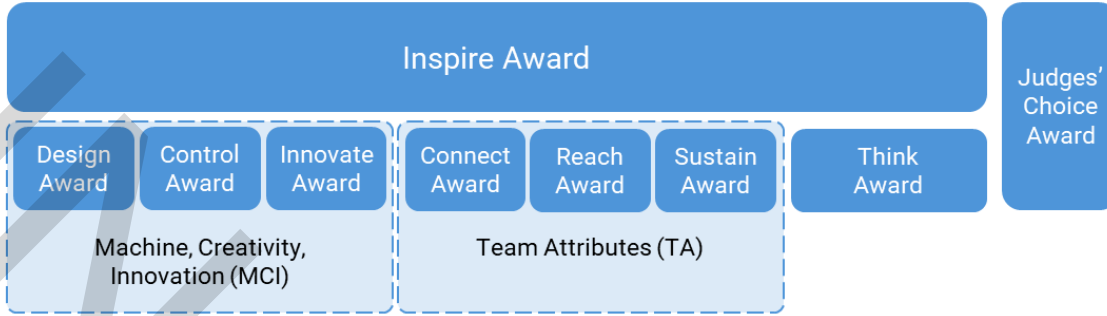 Inspire Award
Judges'
Choice
Award
Design
Award
Control
Award
Innovate
Award
Connect
Award
Reach
Award
Sustain
Award
Think
Award
Machine, Creativity,
Innovation (MCI)
Team Attributes (TA)